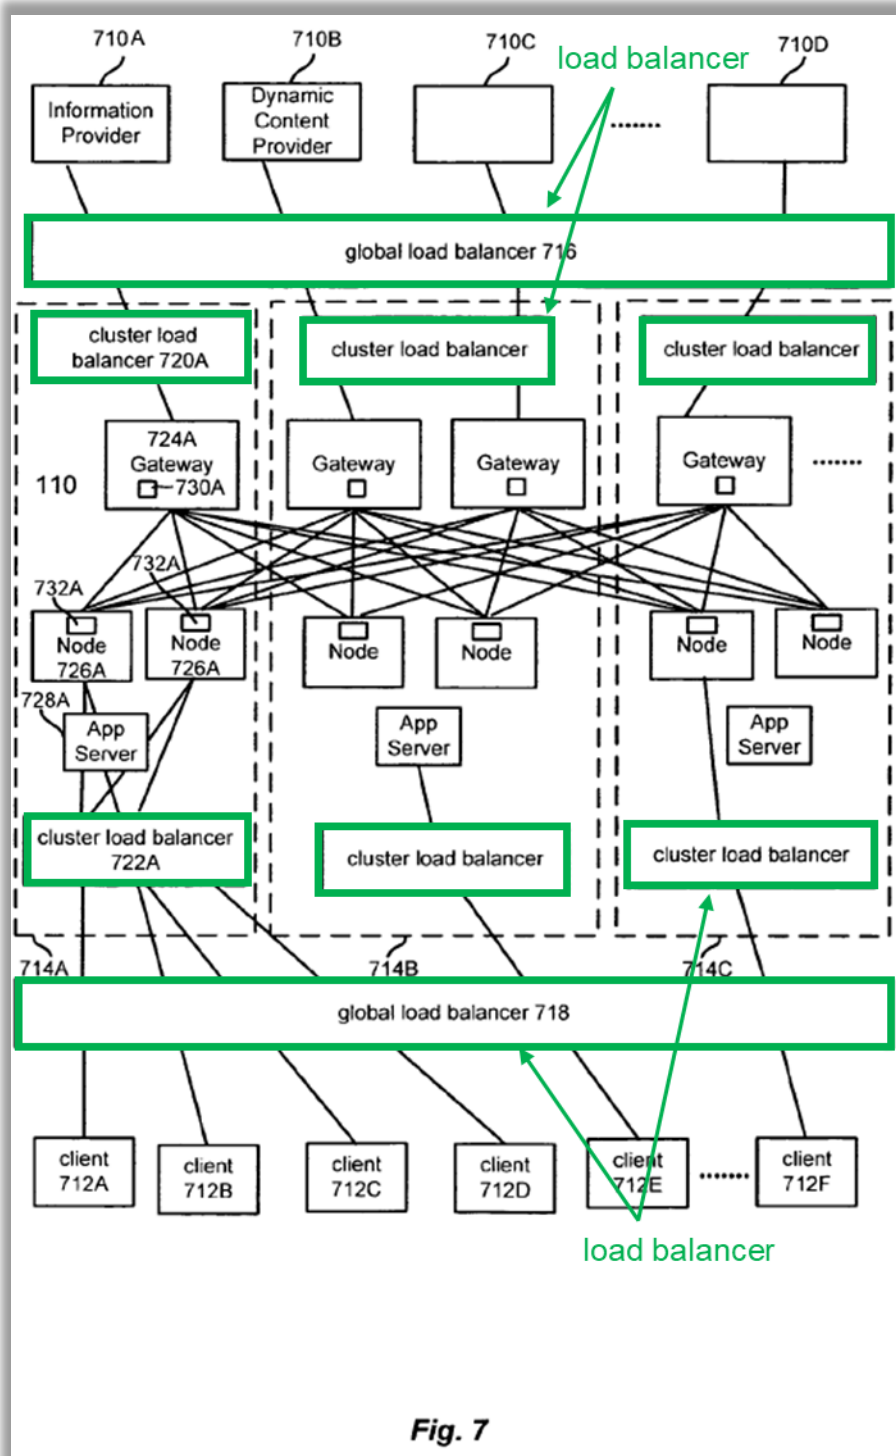 710A
710B
710C
710D
load balancer
Information
Provider
Dynamic
Content
Provider
........
global load balancer 716
cluster load
balancer 720A
cluster load balancer
cluster load balancer
110
724A
Gateway
730A
Gateway
Gateway
Gateway
........
732A
732A
Node
726A
Node
726A
Node
Node
Node
Node
728A
App
Server
App
Server
App
Server
cluster load balancer
722A
cluster load balancer
cluster load balancer
714A
714B
714C
global load balancer 718
client
712A
client
712B
client
712C
client
712D
client
712E
........
client
712F
load balancer
Fig. 7